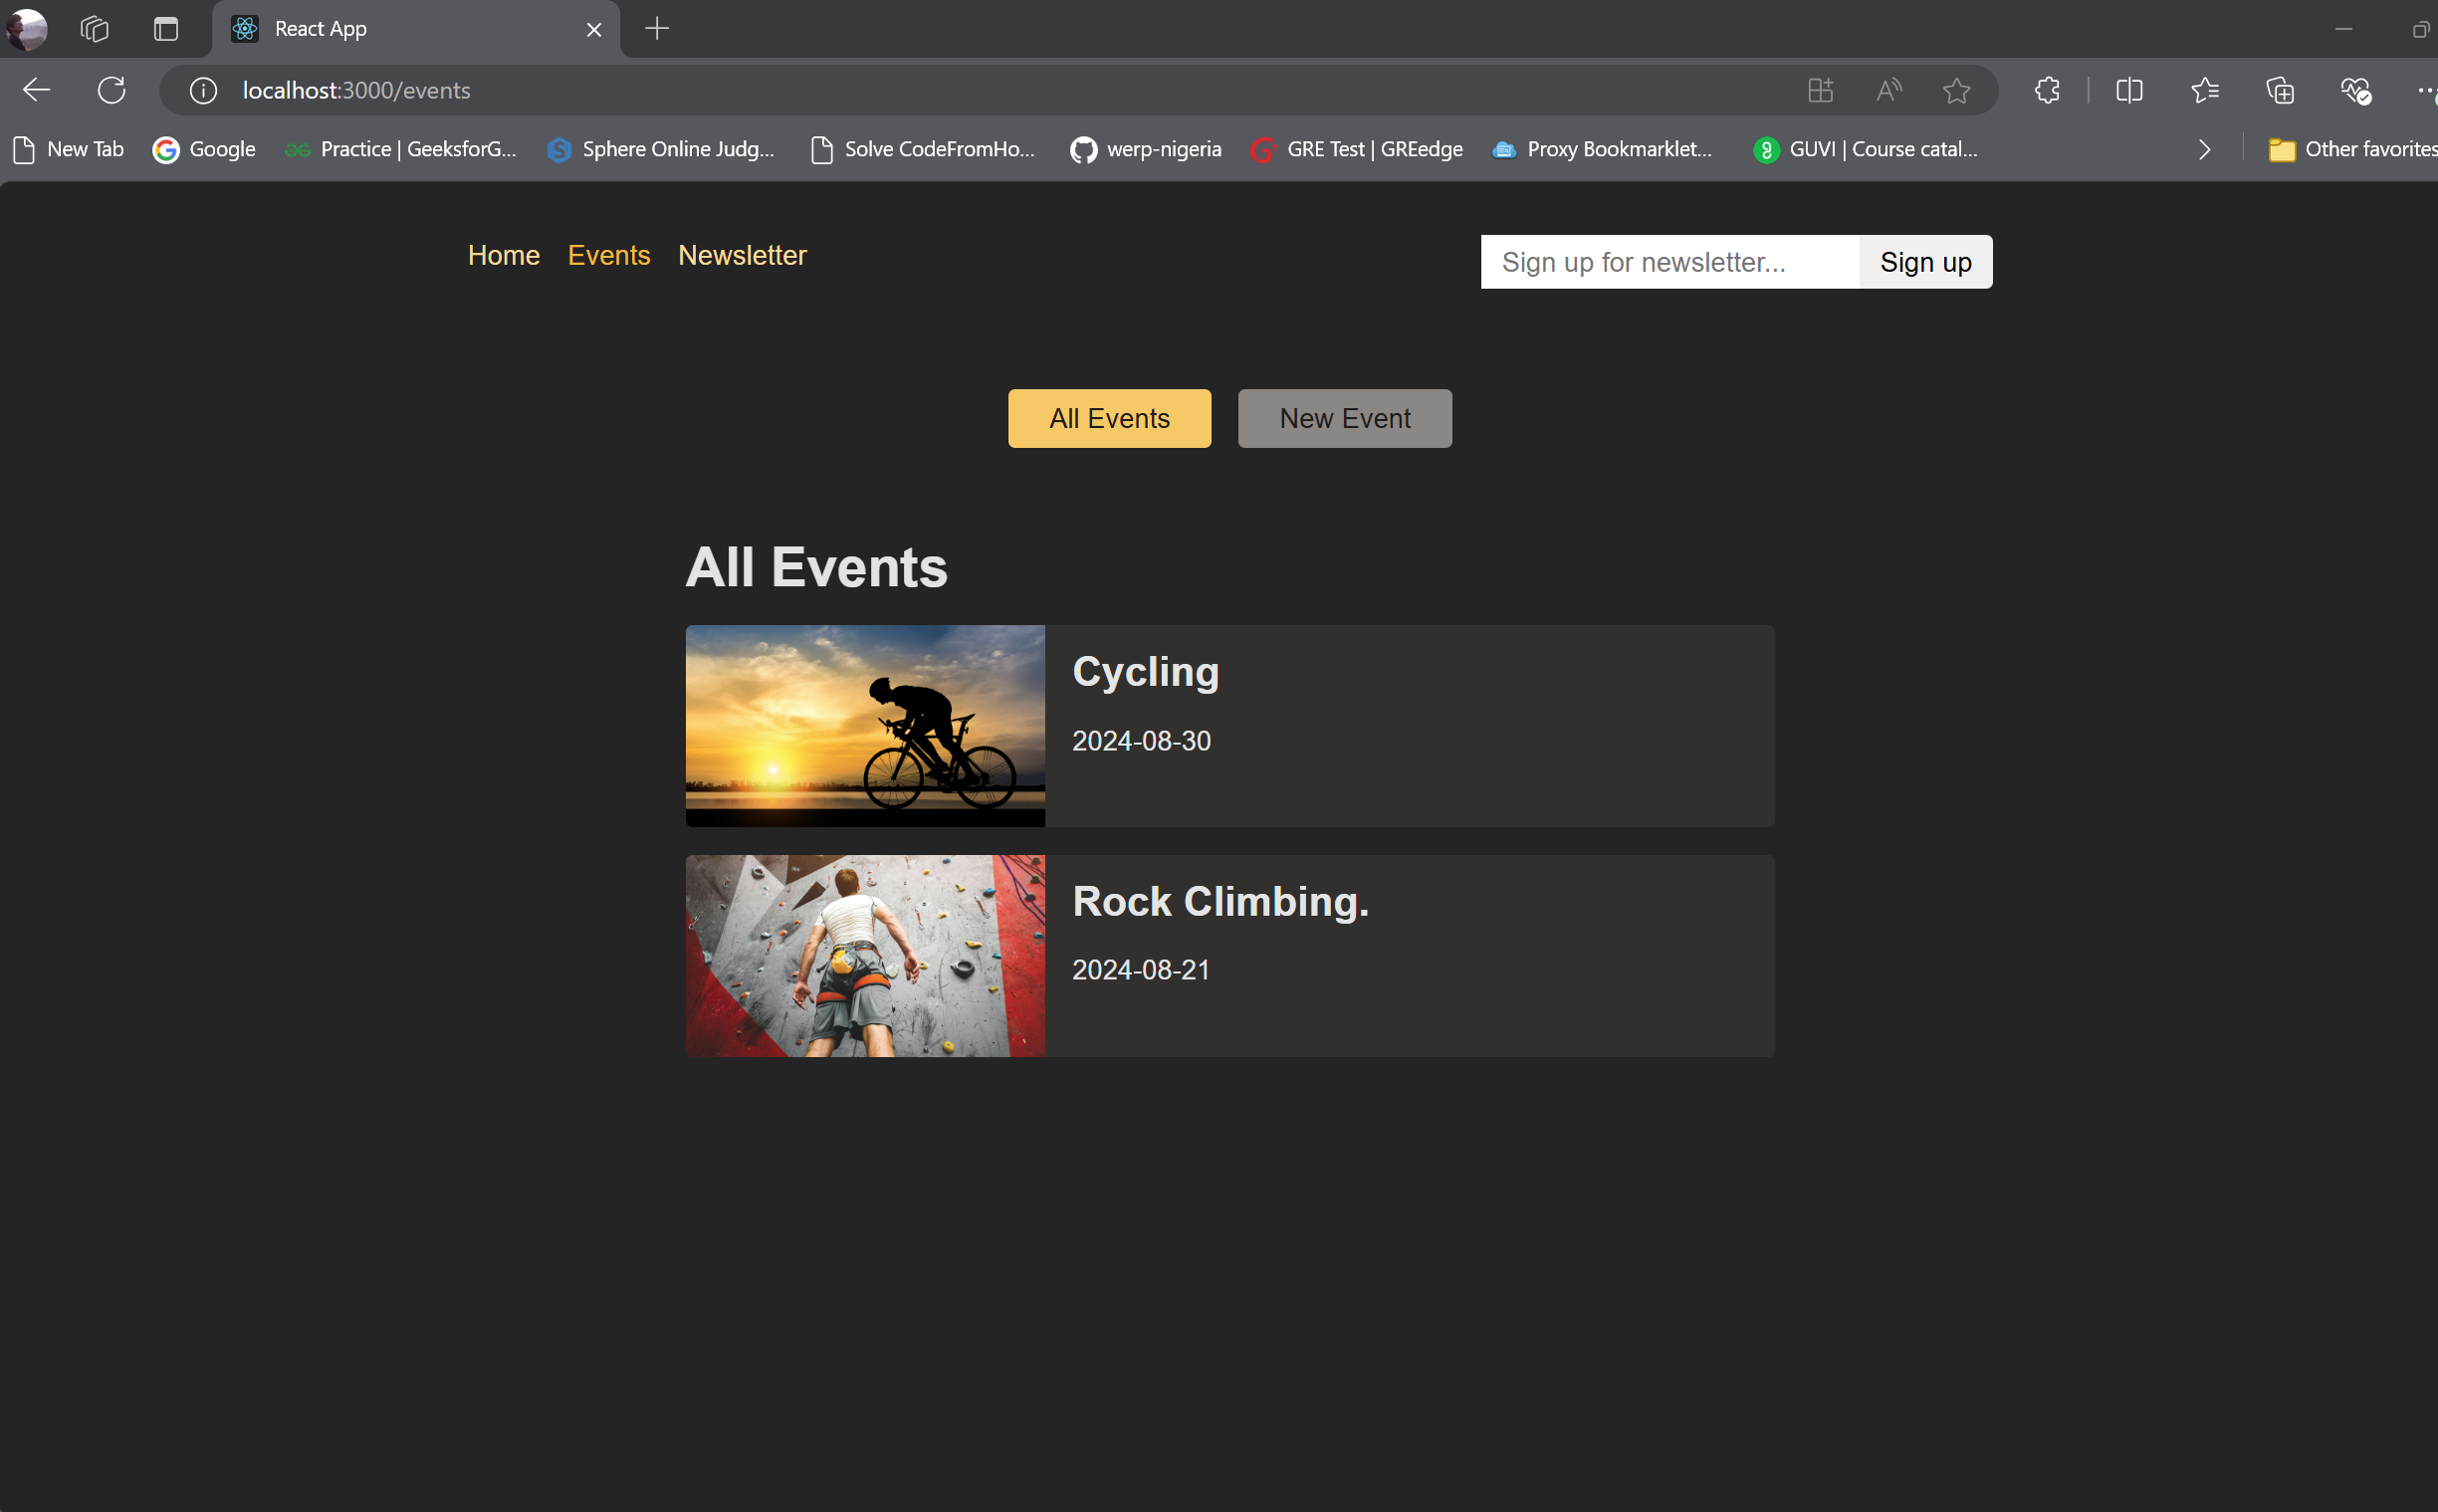 React App
localhost:3000/events
New Tab Google Practice | GeeksforG... Sphere Online Judg... Solve CodeFromHo... werp-nigeria GRE Test | GREedge Proxy Bookmarklet... GUVI | Course catal... Other favorites
Home Events Newsletter Sign up for newsletter... Sign up
All Events New Event
All Events
Cycling
2024-08-30
Rock Climbing.
2024-08-21